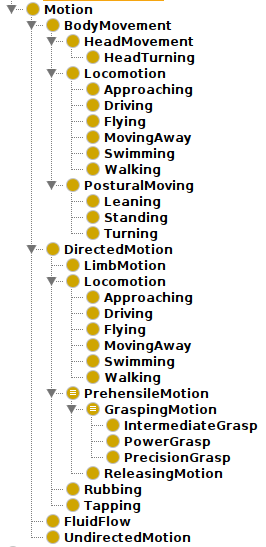 Motion
BodyMovement
HeadMovement
HeadTurning
Locomotion
Approaching
Driving
Flying
MovingAway
Swimming
Walking
PosturalMoving
Leaning
Standing
Turning
DirectedMotion
LimbMotion
Locomotion
Approaching
Driving
Flying
MovingAway
Swimming
Walking
PrehensileMotion
GraspingMotion
IntermediateGrasp
PowerGrasp
PrecisionGrasp
ReleasingMotion
Rubbing
Tapping
FluidFlow
UndirectedMotion